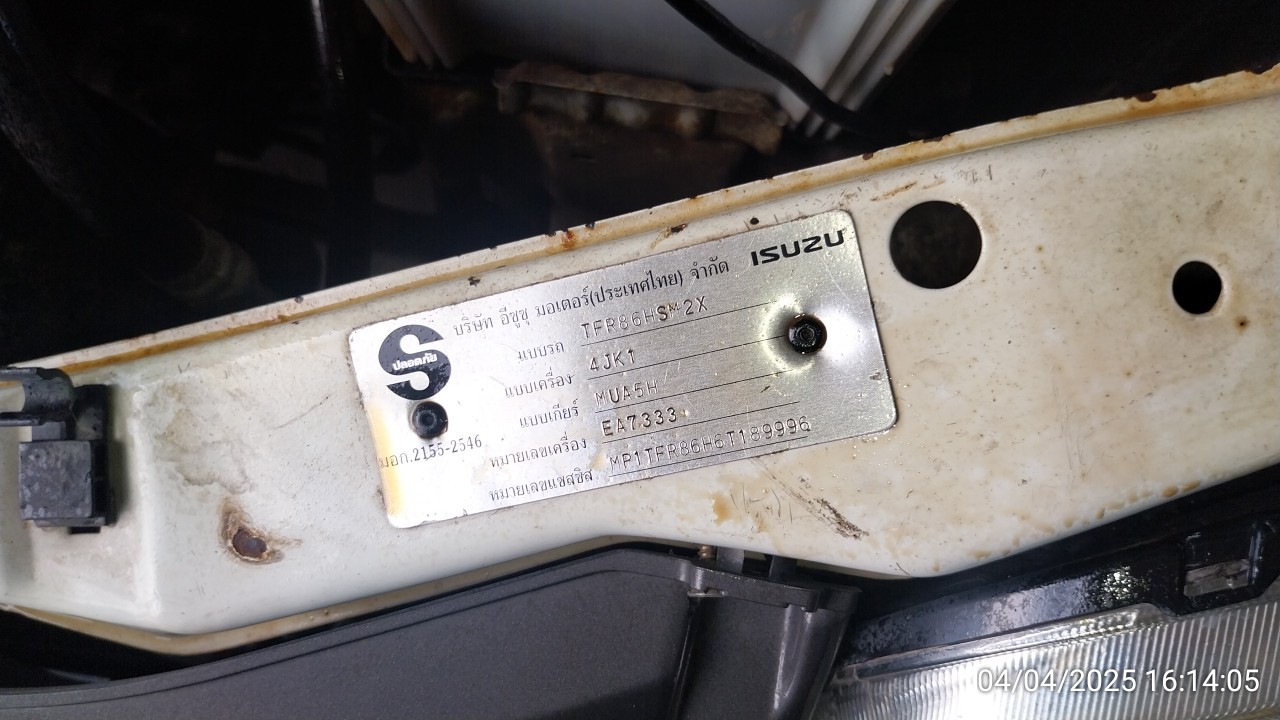 ISUZU
บริษัท อีซูซุ มอเตอร์(ประเทศไทย) จำกัด
ปลอดภัย
แบบรถ TFR86HSM2X
แบบเครื่อง 4JK1
แบบเกียร์ MUA5H
หมายเลขเครื่อง EA7333
มอก.2155-2546
หมายเลขแชสซิส MP1TFR86H6T189996
04/04/2025 16:14:05